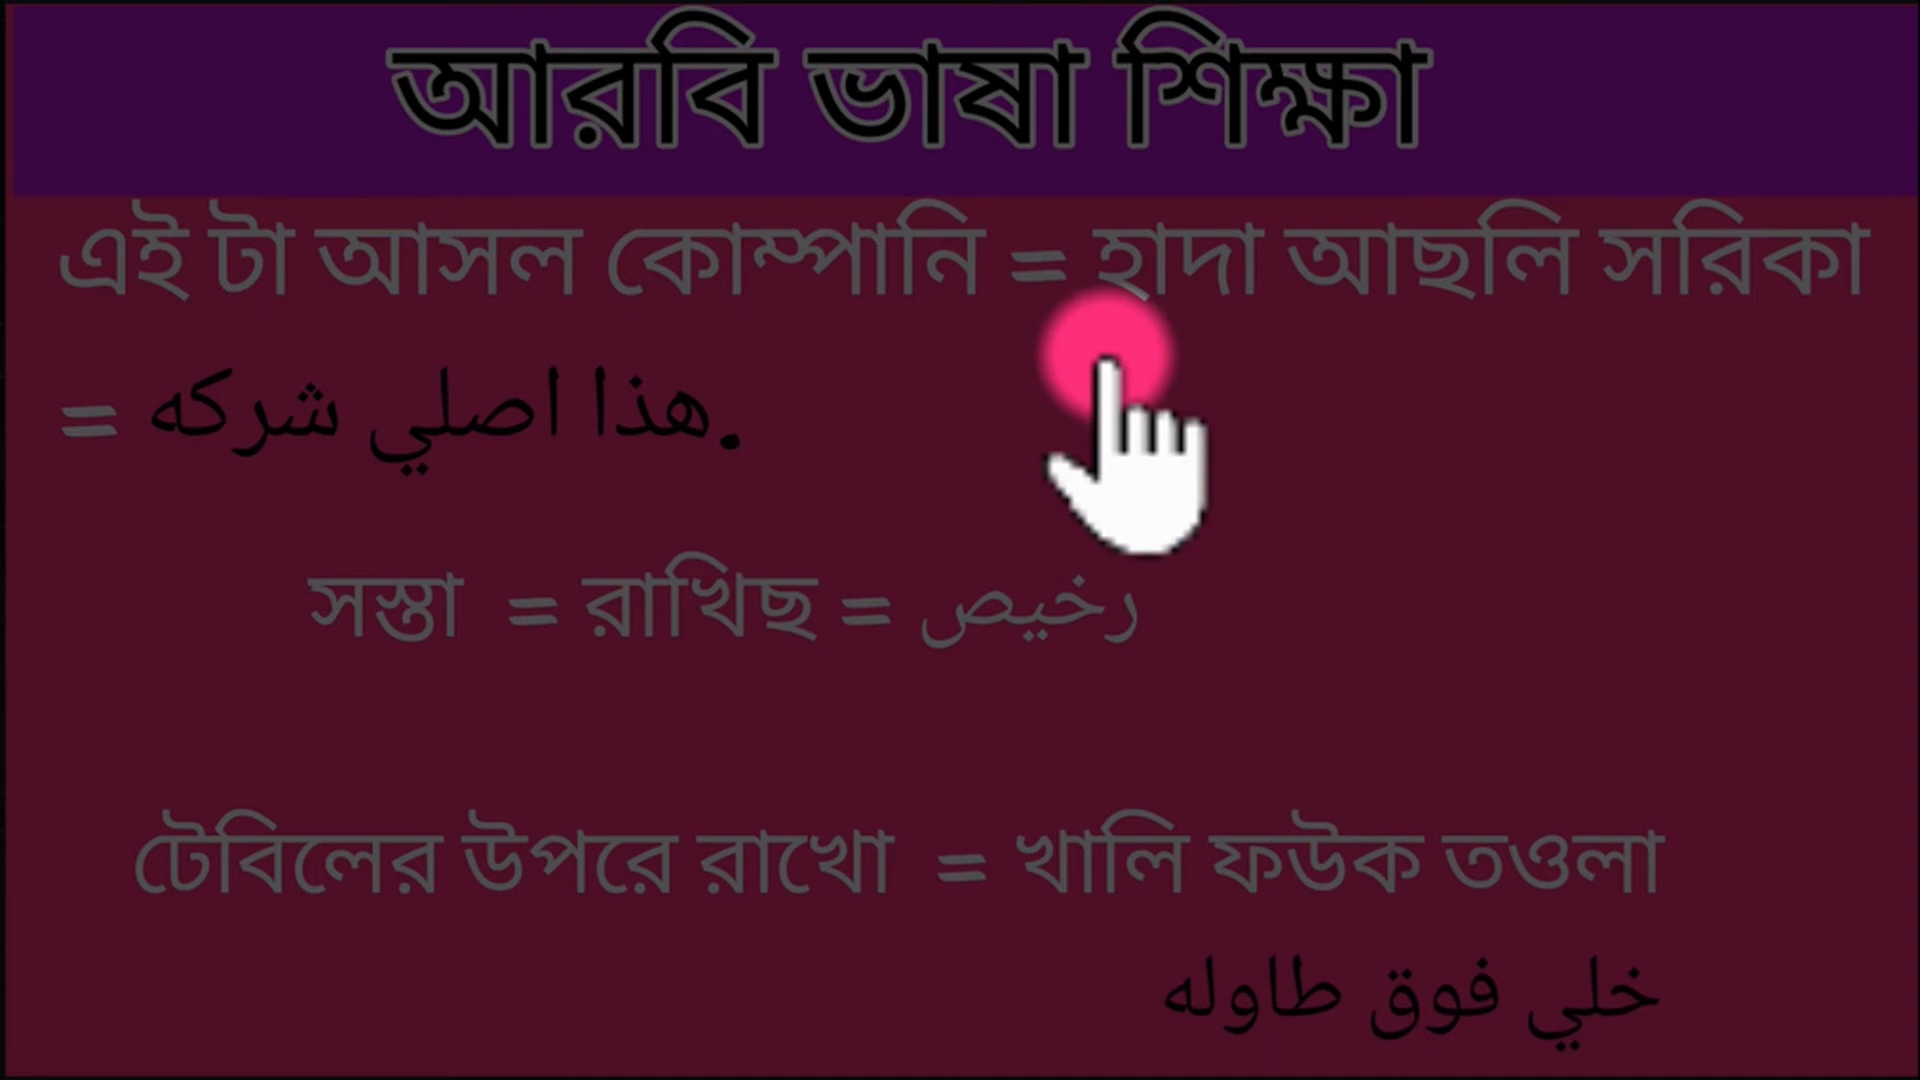 আরবি ভাষা শিক্ষা
এই টা আসল কোম্পানি = হাদা আছলি সরিকা
= هذا اصلي شركه.
সস্তা = রাখিছ = رخيص
টেবিলের উপরে রাখো = খালি ফউক তওলা
خلي فوق طاوله